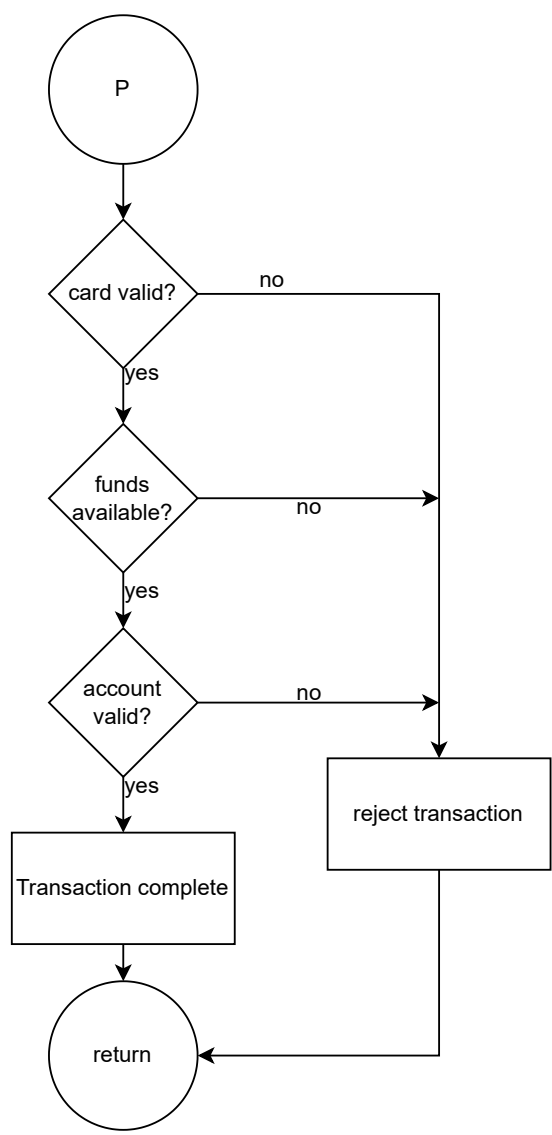 P
card valid?
no
yes
funds
available?
no
yes
account
valid?
no
yes
reject transaction
Transaction complete
return